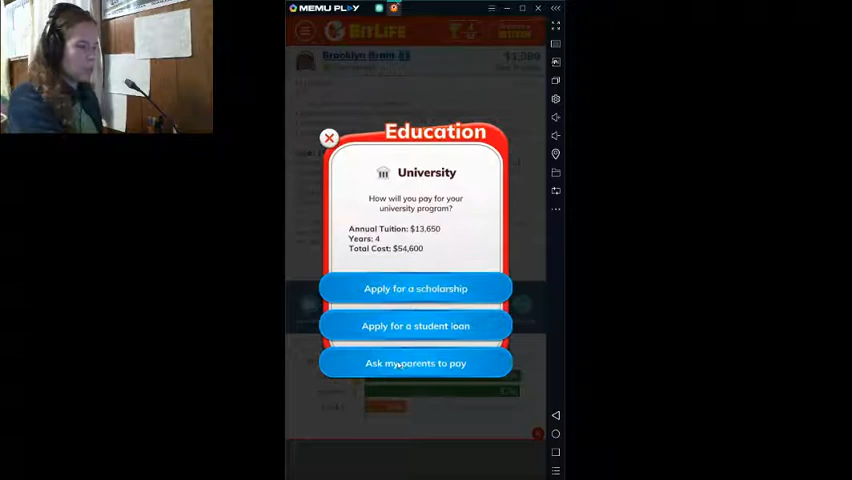 MEMU PLAY
BITLIFE
Education
University
How will you pay for your
university program?
Annual Tuition: $13,650
Years: 4
Total Cost: $54,600
Apply for a scholarship
Apply for a student loan
Ask my parents to pay